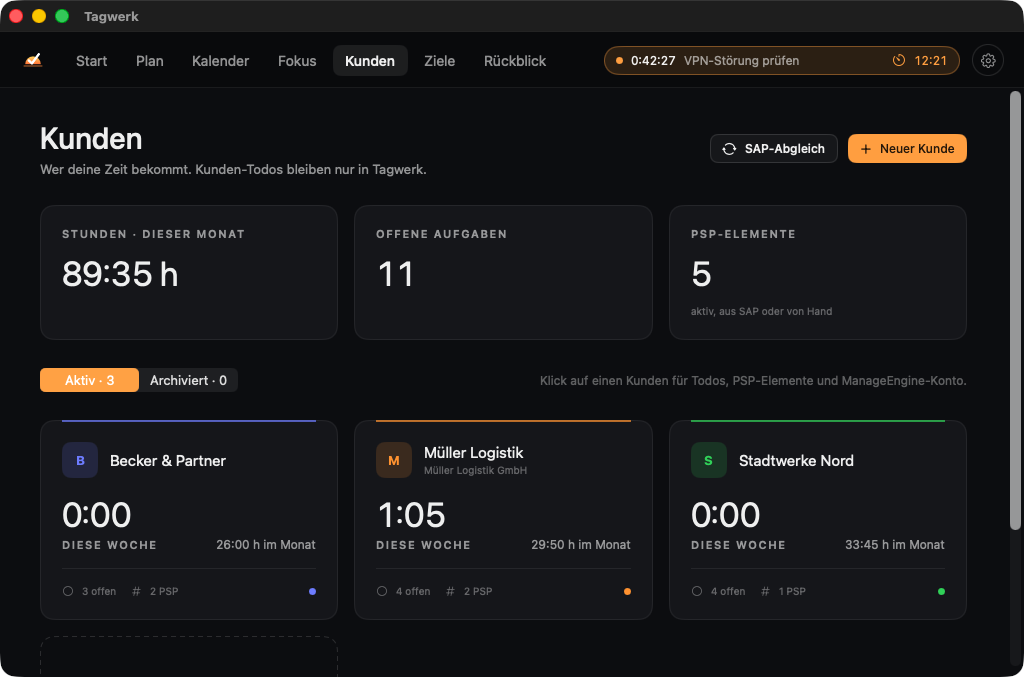 Tagwerk
Start Plan Kalender Fokus Kunden Ziele Rückblick 0:42:27 VPN-Störung prüfen 12:21
Kunden
Wer deine Zeit bekommt. Kunden-Todos bleiben nur in Tagwerk.
SAP-Abgleich + Neuer Kunde
STUNDEN · DIESER MONAT
89:35 h
OFFENE AUFGABEN
11
PSP-ELEMENTE
5
aktiv, aus SAP oder von Hand
Aktiv · 3 Archiviert · 0
Klick auf einen Kunden für Todos, PSP-Elemente und ManageEngine-Konto.
B Becker & Partner
0:00
DIESE WOCHE 26:00 h im Monat
3 offen # 2 PSP
M Müller Logistik
Müller Logistik GmbH
1:05
DIESE WOCHE 29:50 h im Monat
4 offen # 2 PSP
S Stadtwerke Nord
0:00
DIESE WOCHE 33:45 h im Monat
4 offen # 1 PSP